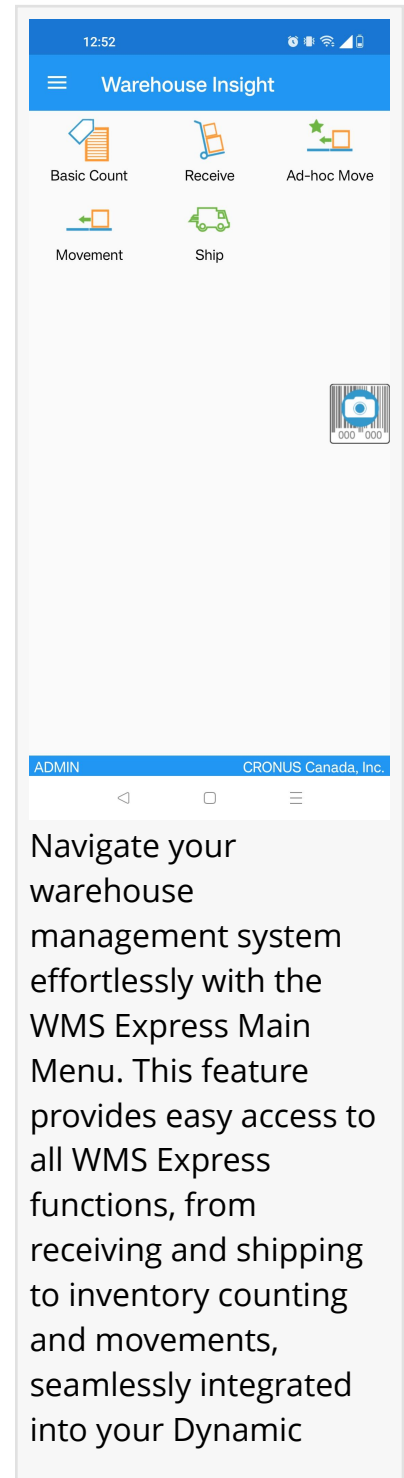 12:52
Warehouse Insight
Basic Count Receive Ad-hoc Move
Movement Ship
000 000
ADMIN CRONUS Canada, Inc.
Navigate your
warehouse
management system
effortlessly with the
WMS Express Main
Menu. This feature
provides easy access to
all WMS Express
functions, from
receiving and shipping
to inventory counting
and movements,
seamlessly integrated
into your Dynamic